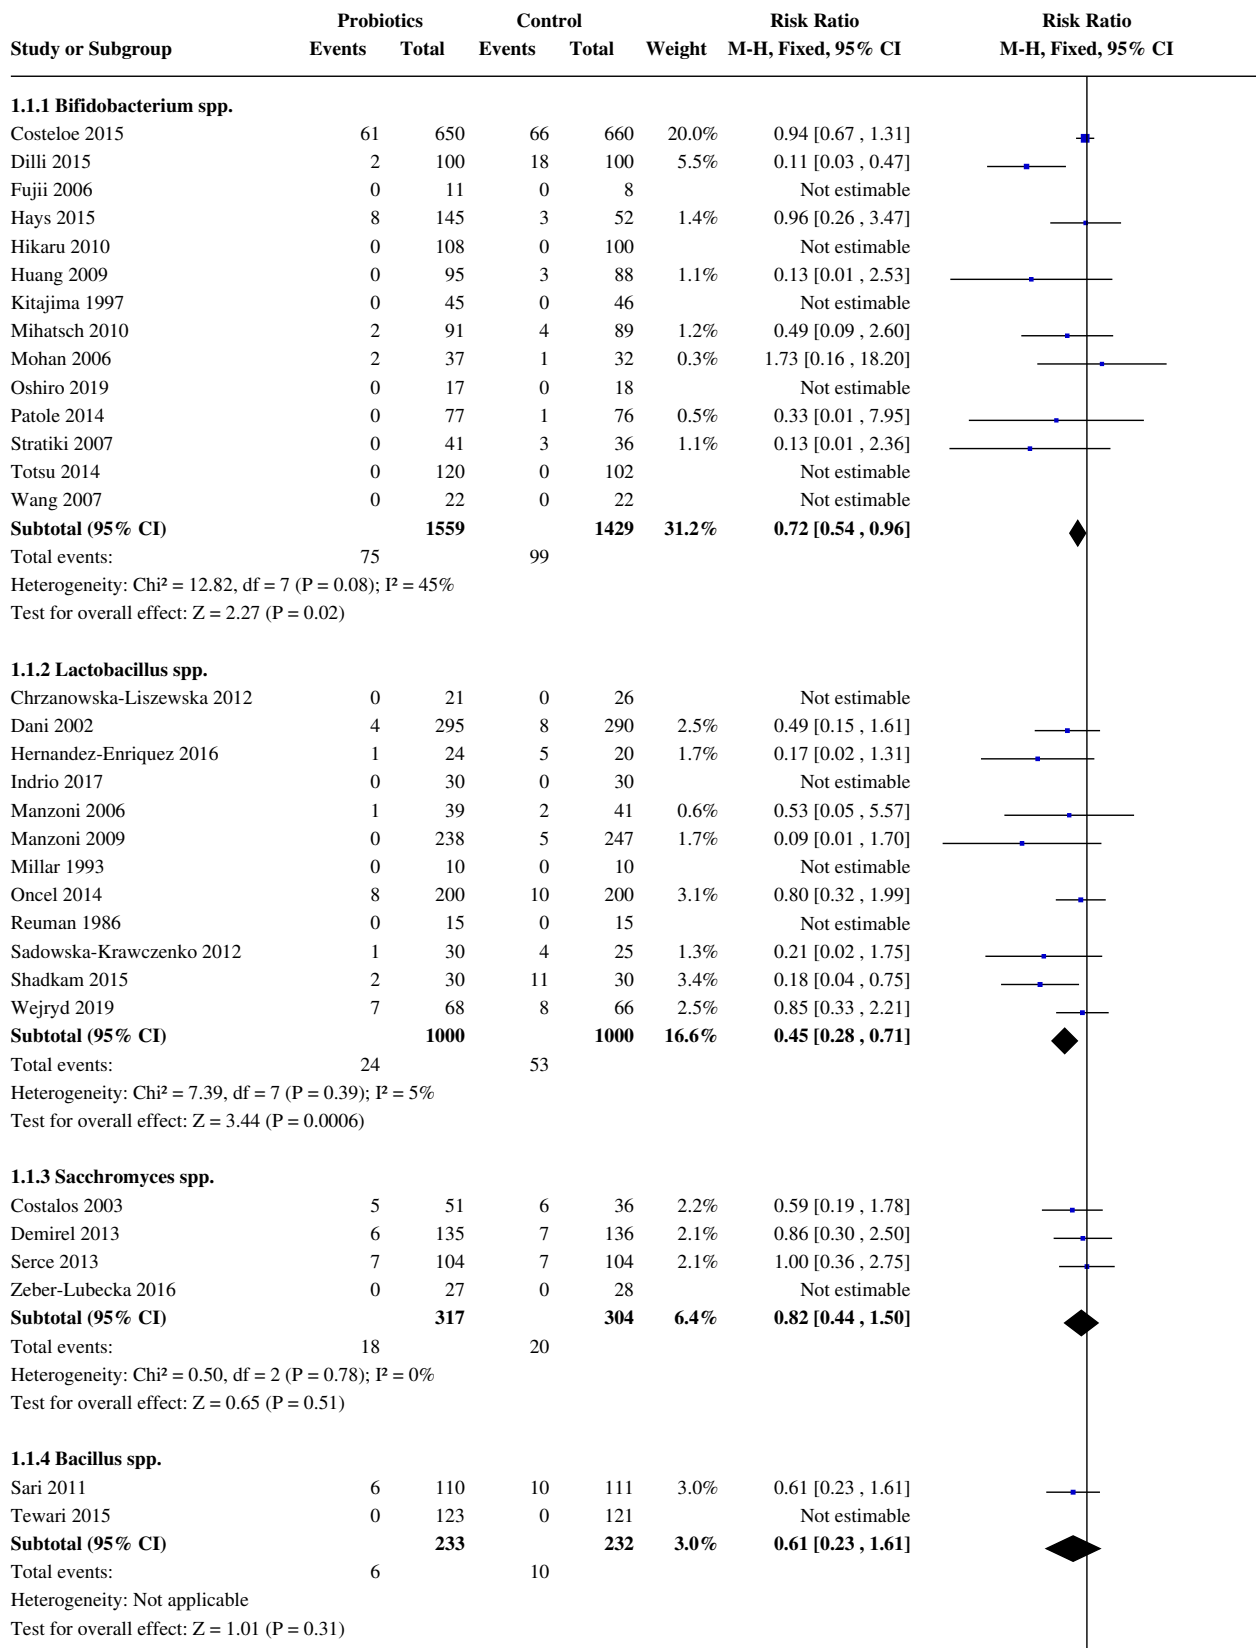 Probiotics Control Risk Ratio Risk Ratio
Study or Subgroup Events Total Events Total Weight M-H, Fixed, 95% CI M-H, Fixed, 95% CI
1.1.1 Bifidobacterium spp.
Costeloe 2015 61 650 66 660 20.0% 0.94 [0.67 , 1.31]
Dilli 2015 2 100 18 100 5.5% 0.11 [0.03 , 0.47]
Fujii 2006 0 11 0 8 Not estimable
Hays 2015 8 145 3 52 1.4% 0.96 [0.26 , 3.47]
Hikaru 2010 0 108 0 100 Not estimable
Huang 2009 0 95 3 88 1.1% 0.13 [0.01 , 2.53]
Kitajima 1997 0 45 0 46 Not estimable
Mihatsch 2010 2 91 4 89 1.2% 0.49 [0.09 , 2.60]
Mohan 2006 2 37 1 32 0.3% 1.73 [0.16 , 18.20]
Oshiro 2019 0 17 0 18 Not estimable
Patole 2014 0 77 1 76 0.5% 0.33 [0.01 , 7.95]
Stratiki 2007 0 41 3 36 1.1% 0.13 [0.01 , 2.36]
Totsu 2014 0 120 0 102 Not estimable
Wang 2007 0 22 0 22 Not estimable
Subtotal (95% CI) 1559 1429 31.2% 0.72 [0.54 , 0.96]
Total events: 75 99
Heterogeneity: Chi² = 12.82, df = 7 (P = 0.08); I² = 45%
Test for overall effect: Z = 2.27 (P = 0.02)
1.1.2 Lactobacillus spp.
Chrzanowska-Liszewska 2012 0 21 0 26 Not estimable
Dani 2002 4 295 8 290 2.5% 0.49 [0.15 , 1.61]
Hernandez-Enriquez 2016 1 24 5 20 1.7% 0.17 [0.02 , 1.31]
Indrio 2017 0 30 0 30 Not estimable
Manzoni 2006 1 39 2 41 0.6% 0.53 [0.05 , 5.57]
Manzoni 2009 0 238 5 247 1.7% 0.09 [0.01 , 1.70]
Millar 1993 0 10 0 10 Not estimable
Oncel 2014 8 200 10 200 3.1% 0.80 [0.32 , 1.99]
Reuman 1986 0 15 0 15 Not estimable
Sadowska-Krawczenko 2012 1 30 4 25 1.3% 0.21 [0.02 , 1.75]
Shadkam 2015 2 30 11 30 3.4% 0.18 [0.04 , 0.75]
Wejryd 2019 7 68 8 66 2.5% 0.85 [0.33 , 2.21]
Subtotal (95% CI) 1000 1000 16.6% 0.45 [0.28 , 0.71]
Total events: 24 53
Heterogeneity: Chi² = 7.39, df = 7 (P = 0.39); I² = 5%
Test for overall effect: Z = 3.44 (P = 0.0006)
1.1.3 Sacchromyces spp.
Costalos 2003 5 51 6 36 2.2% 0.59 [0.19 , 1.78]
Demirel 2013 6 135 7 136 2.1% 0.86 [0.30 , 2.50]
Serce 2013 7 104 7 104 2.1% 1.00 [0.36 , 2.75]
Zeber-Lubecka 2016 0 27 0 28 Not estimable
Subtotal (95% CI) 317 304 6.4% 0.82 [0.44 , 1.50]
Total events: 18 20
Heterogeneity: Chi² = 0.50, df = 2 (P = 0.78); I² = 0%
Test for overall effect: Z = 0.65 (P = 0.51)
1.1.4 Bacillus spp.
Sari 2011 6 110 10 111 3.0% 0.61 [0.23 , 1.61]
Tewari 2015 0 123 0 121 Not estimable
Subtotal (95% CI) 233 232 3.0% 0.61 [0.23 , 1.61]
Total events: 6 10
Heterogeneity: Not applicable
Test for overall effect: Z = 1.01 (P = 0.31)